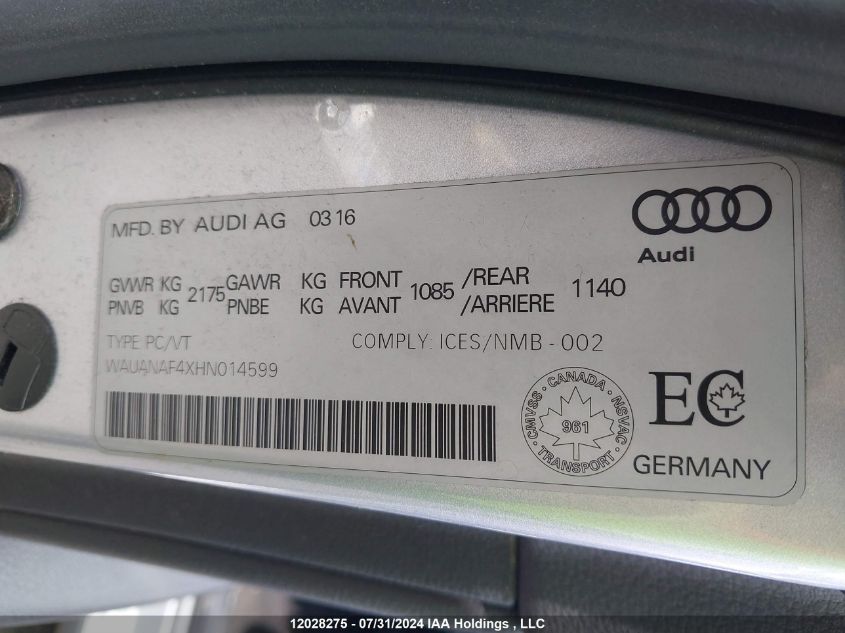 MFD. BY AUDI AG 03 16
Audi
GVWR KG 2175 GAWR KG FRONT 1085 /REAR 1140
PNVB KG PNBE KG AVANT /ARRIERE
TYPE PC/VT COMPLY: ICES/NMB - 002
WAUANAF4XHN014599
CMVSS · CANADA · NSVAC · TRANSPORT ·
961
EC
GERMANY
12028275 - 07/31/2024 IAA Holdings , LLC